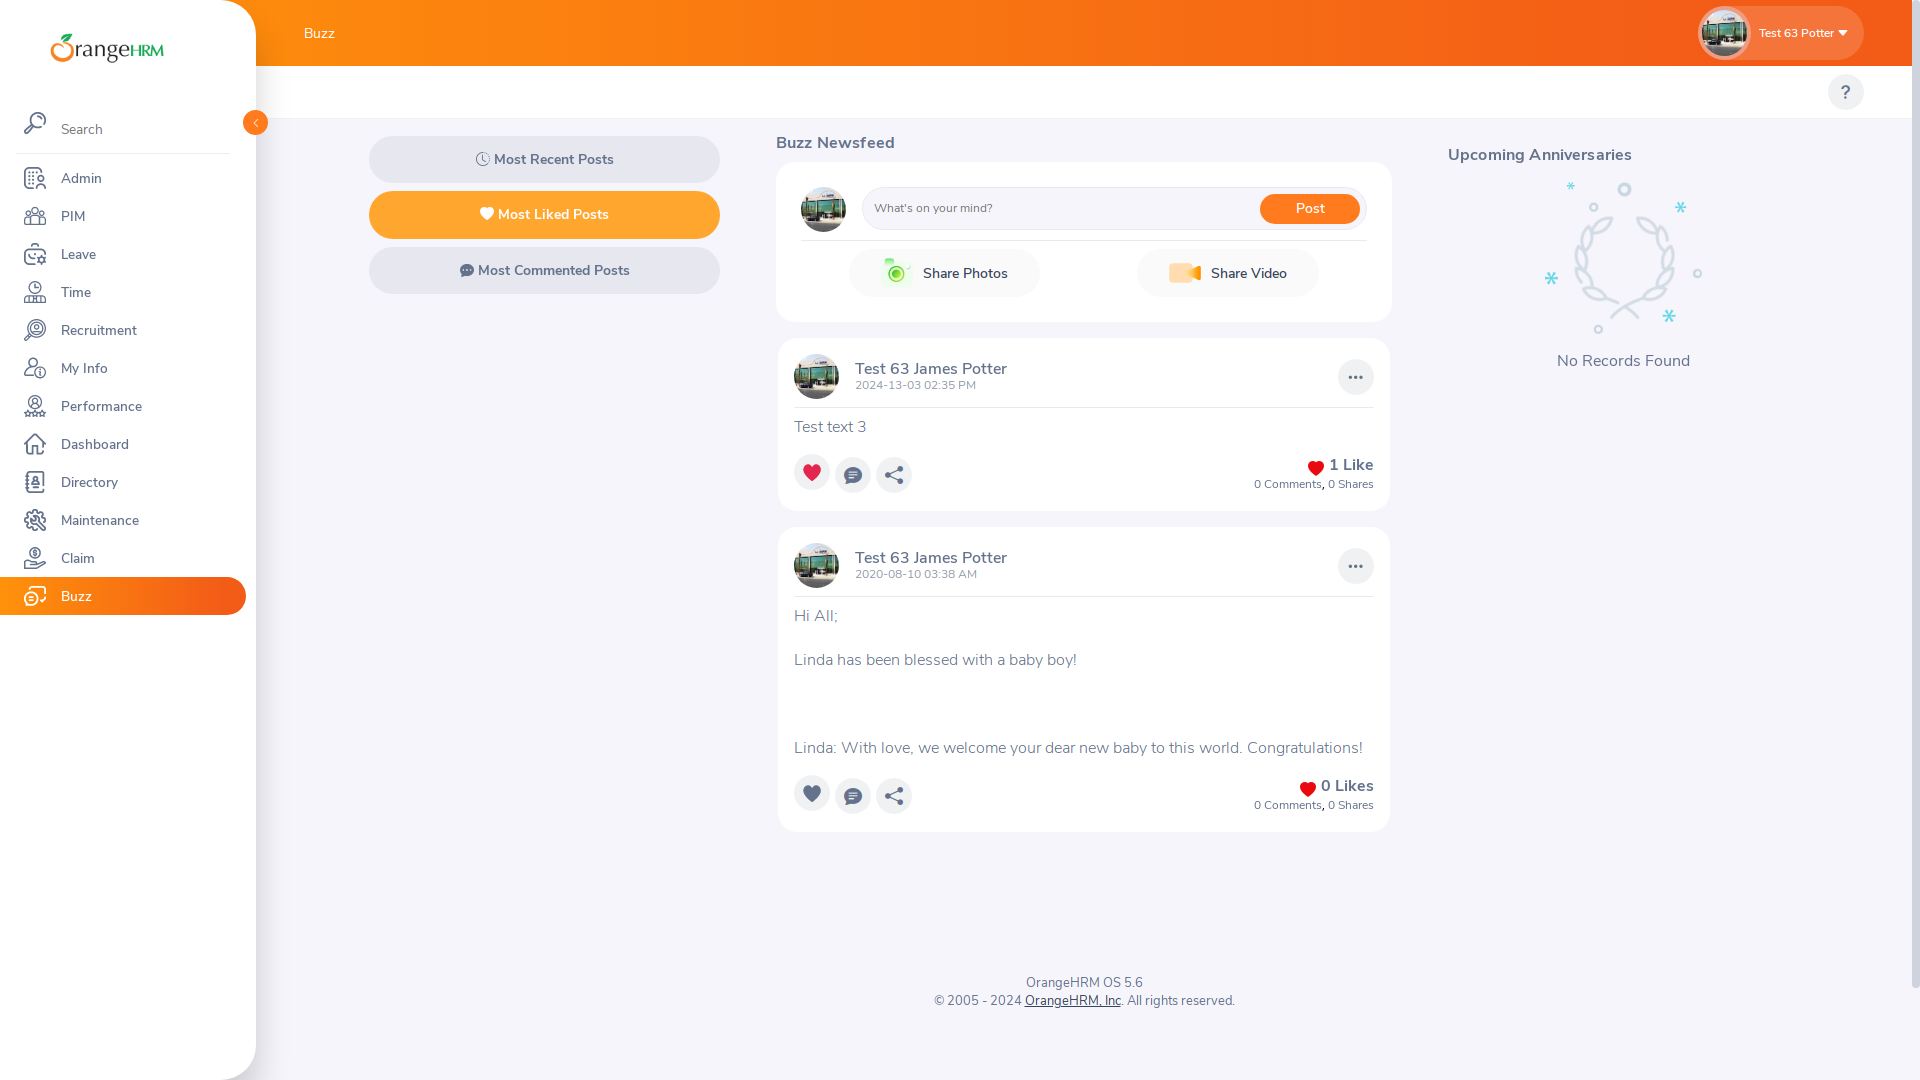 OrangeHRM
Search
Admin
PIM
Leave
Time
Recruitment
My Info
Performance
Dashboard
Directory
Maintenance
Claim
Buzz
Buzz
Test 63 Potter
?
Most Recent Posts
Most Liked Posts
Most Commented Posts
Buzz Newsfeed
What's on your mind?
Post
Share Photos
Share Video
Test 63 James Potter
2024-13-03 02:35 PM
Test text 3
1 Like
0 Comments, 0 Shares
Test 63 James Potter
2020-08-10 03:38 AM
Hi All;
Linda has been blessed with a baby boy!
Linda: With love, we welcome your dear new baby to this world. Congratulations!
0 Likes
0 Comments, 0 Shares
Upcoming Anniversaries
No Records Found
OrangeHRM OS 5.6
© 2005 - 2024 OrangeHRM, Inc. All rights reserved.